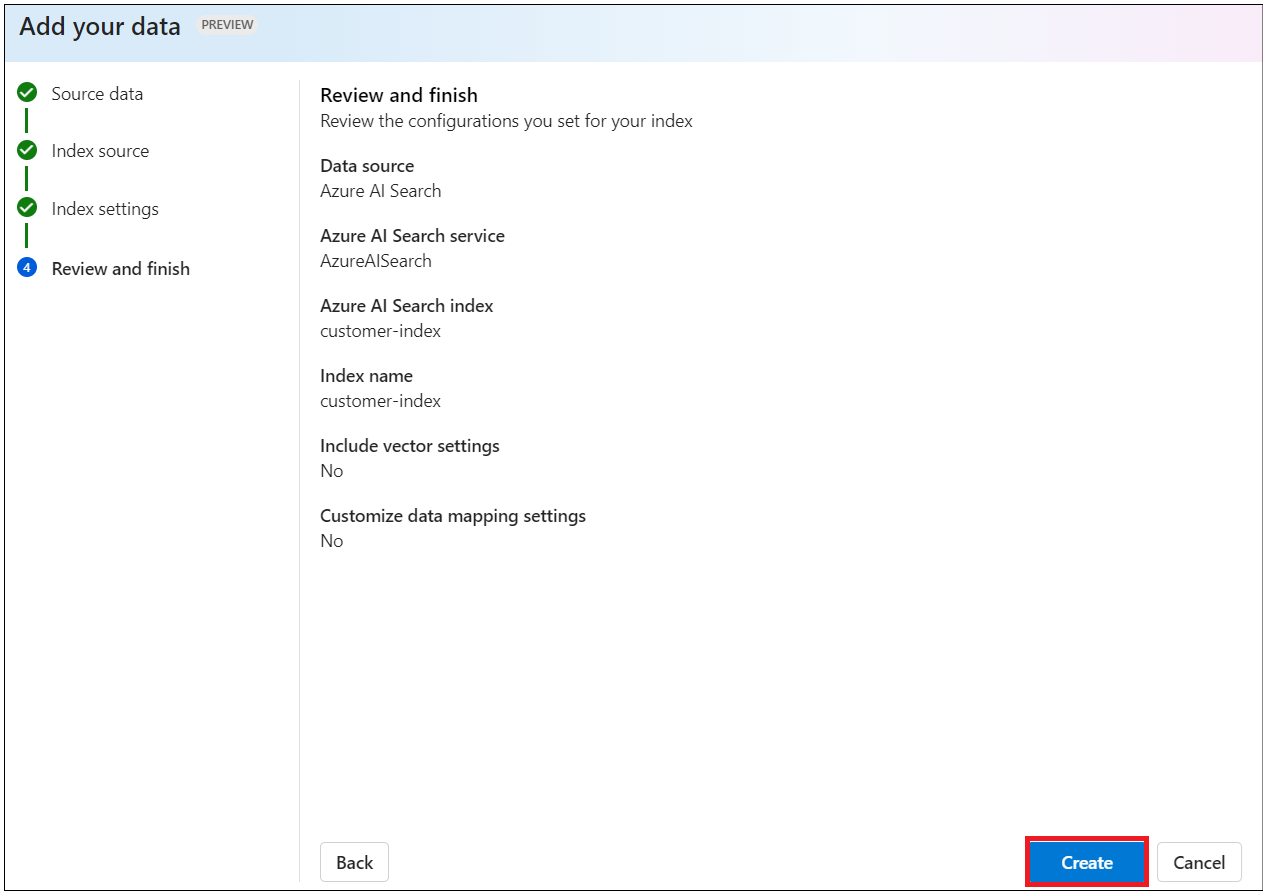 Add your data PREVIEW
Source data
Index source
Index settings
4 Review and finish
Review and finish
Review the configurations you set for your index
Data source
Azure AI Search
Azure AI Search service
AzureAISearch
Azure AI Search index
customer-index
Index name
customer-index
Include vector settings
No
Customize data mapping settings
No
Back
Create
Cancel